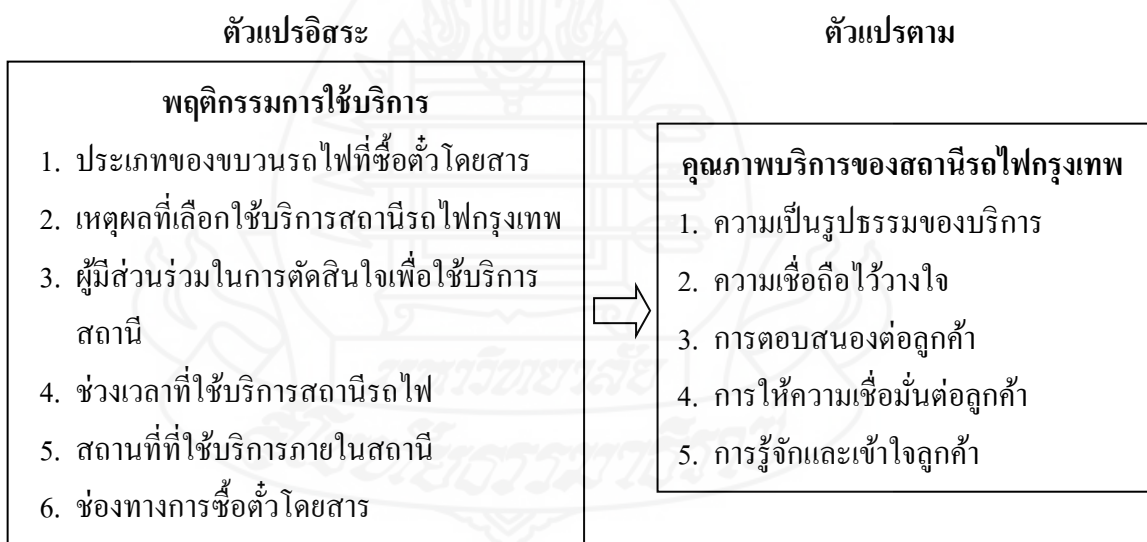 ตัวแปรอิสระ
พฤติกรรมการใช้บริการ
1. ประเภทของขบวนรถไฟที่ซื้อตั๋วโดยสาร
2. เหตุผลที่เลือกใช้บริการสถานีรถไฟกรุงเทพ
3. ผู้มีส่วนร่วมในการตัดสินใจเพื่อใช้บริการ
สถานี
4. ช่วงเวลาที่ใช้บริการสถานีรถไฟ
5. สถานที่ที่ใช้บริการภายในสถานี
6. ช่องทางการซื้อตั๋วโดยสาร
ตัวแปรตาม
คุณภาพบริการของสถานีรถไฟกรุงเทพ
1. ความเป็นรูปธรรมของบริการ
2. ความเชื่อถือไว้วางใจ
3. การตอบสนองต่อลูกค้า
4. การให้ความเชื่อมั่นต่อลูกค้า
5. การรู้จักและเข้าใจลูกค้า